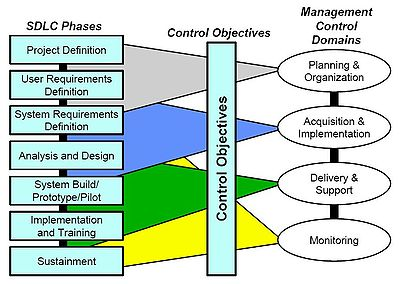 SDLC Phases
Control Objectives
Management
Control
Domains
Project Definition
User Requirements
Definition
System Requirements
Definition
Analysis and Design
System Build/
Prototype/Pilot
Implementation
and Training
Sustainment
Control Objectives
Planning &
Organization
Acquisition &
Implementation
Delivery &
Support
Monitoring